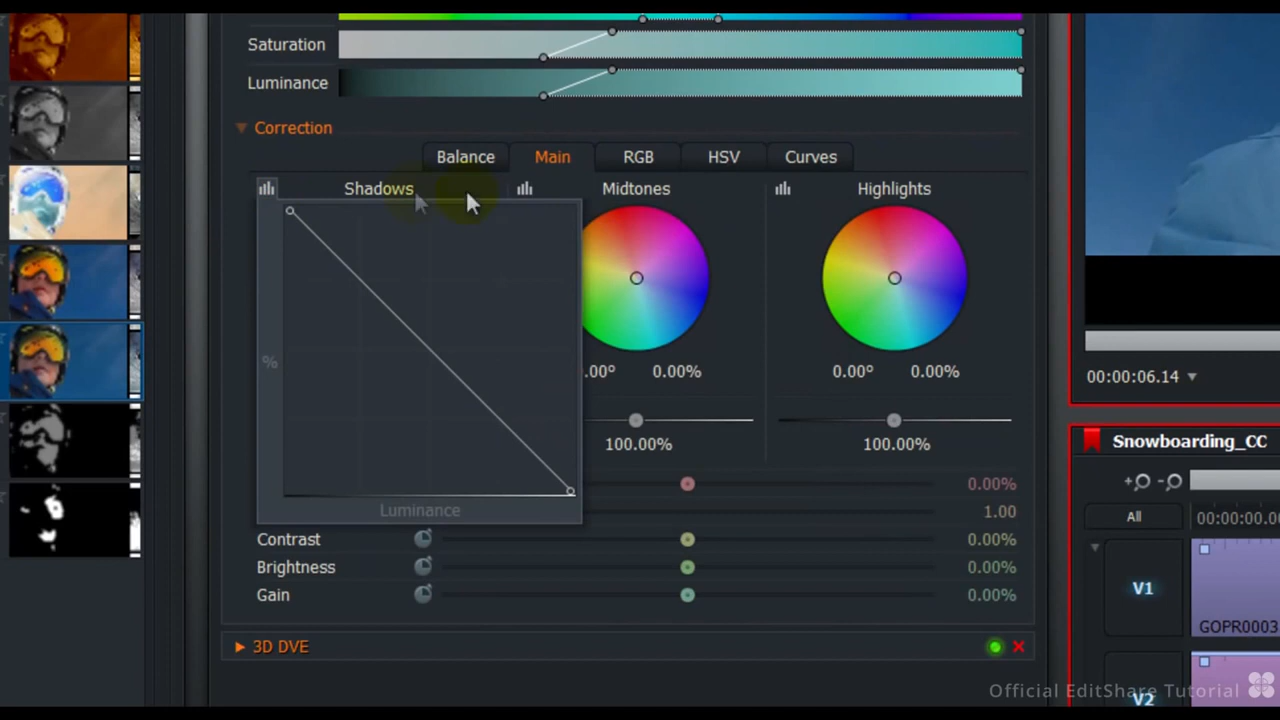 Saturation
Luminance
Correction
Balance Main RGB HSV Curves
Shadows Midtones Highlights
%
.00° 0.00% 0.00° 0.00%
00:00:06.14
100.00% 100.00%
Snowboarding_CC
0.00%
Luminance 1.00
All 00:00:00.0
Contrast 0.00%
Brightness 0.00%
V1
Gain 0.00%
GOPR0003
3D DVE
Official EditShare Tutorial
V2